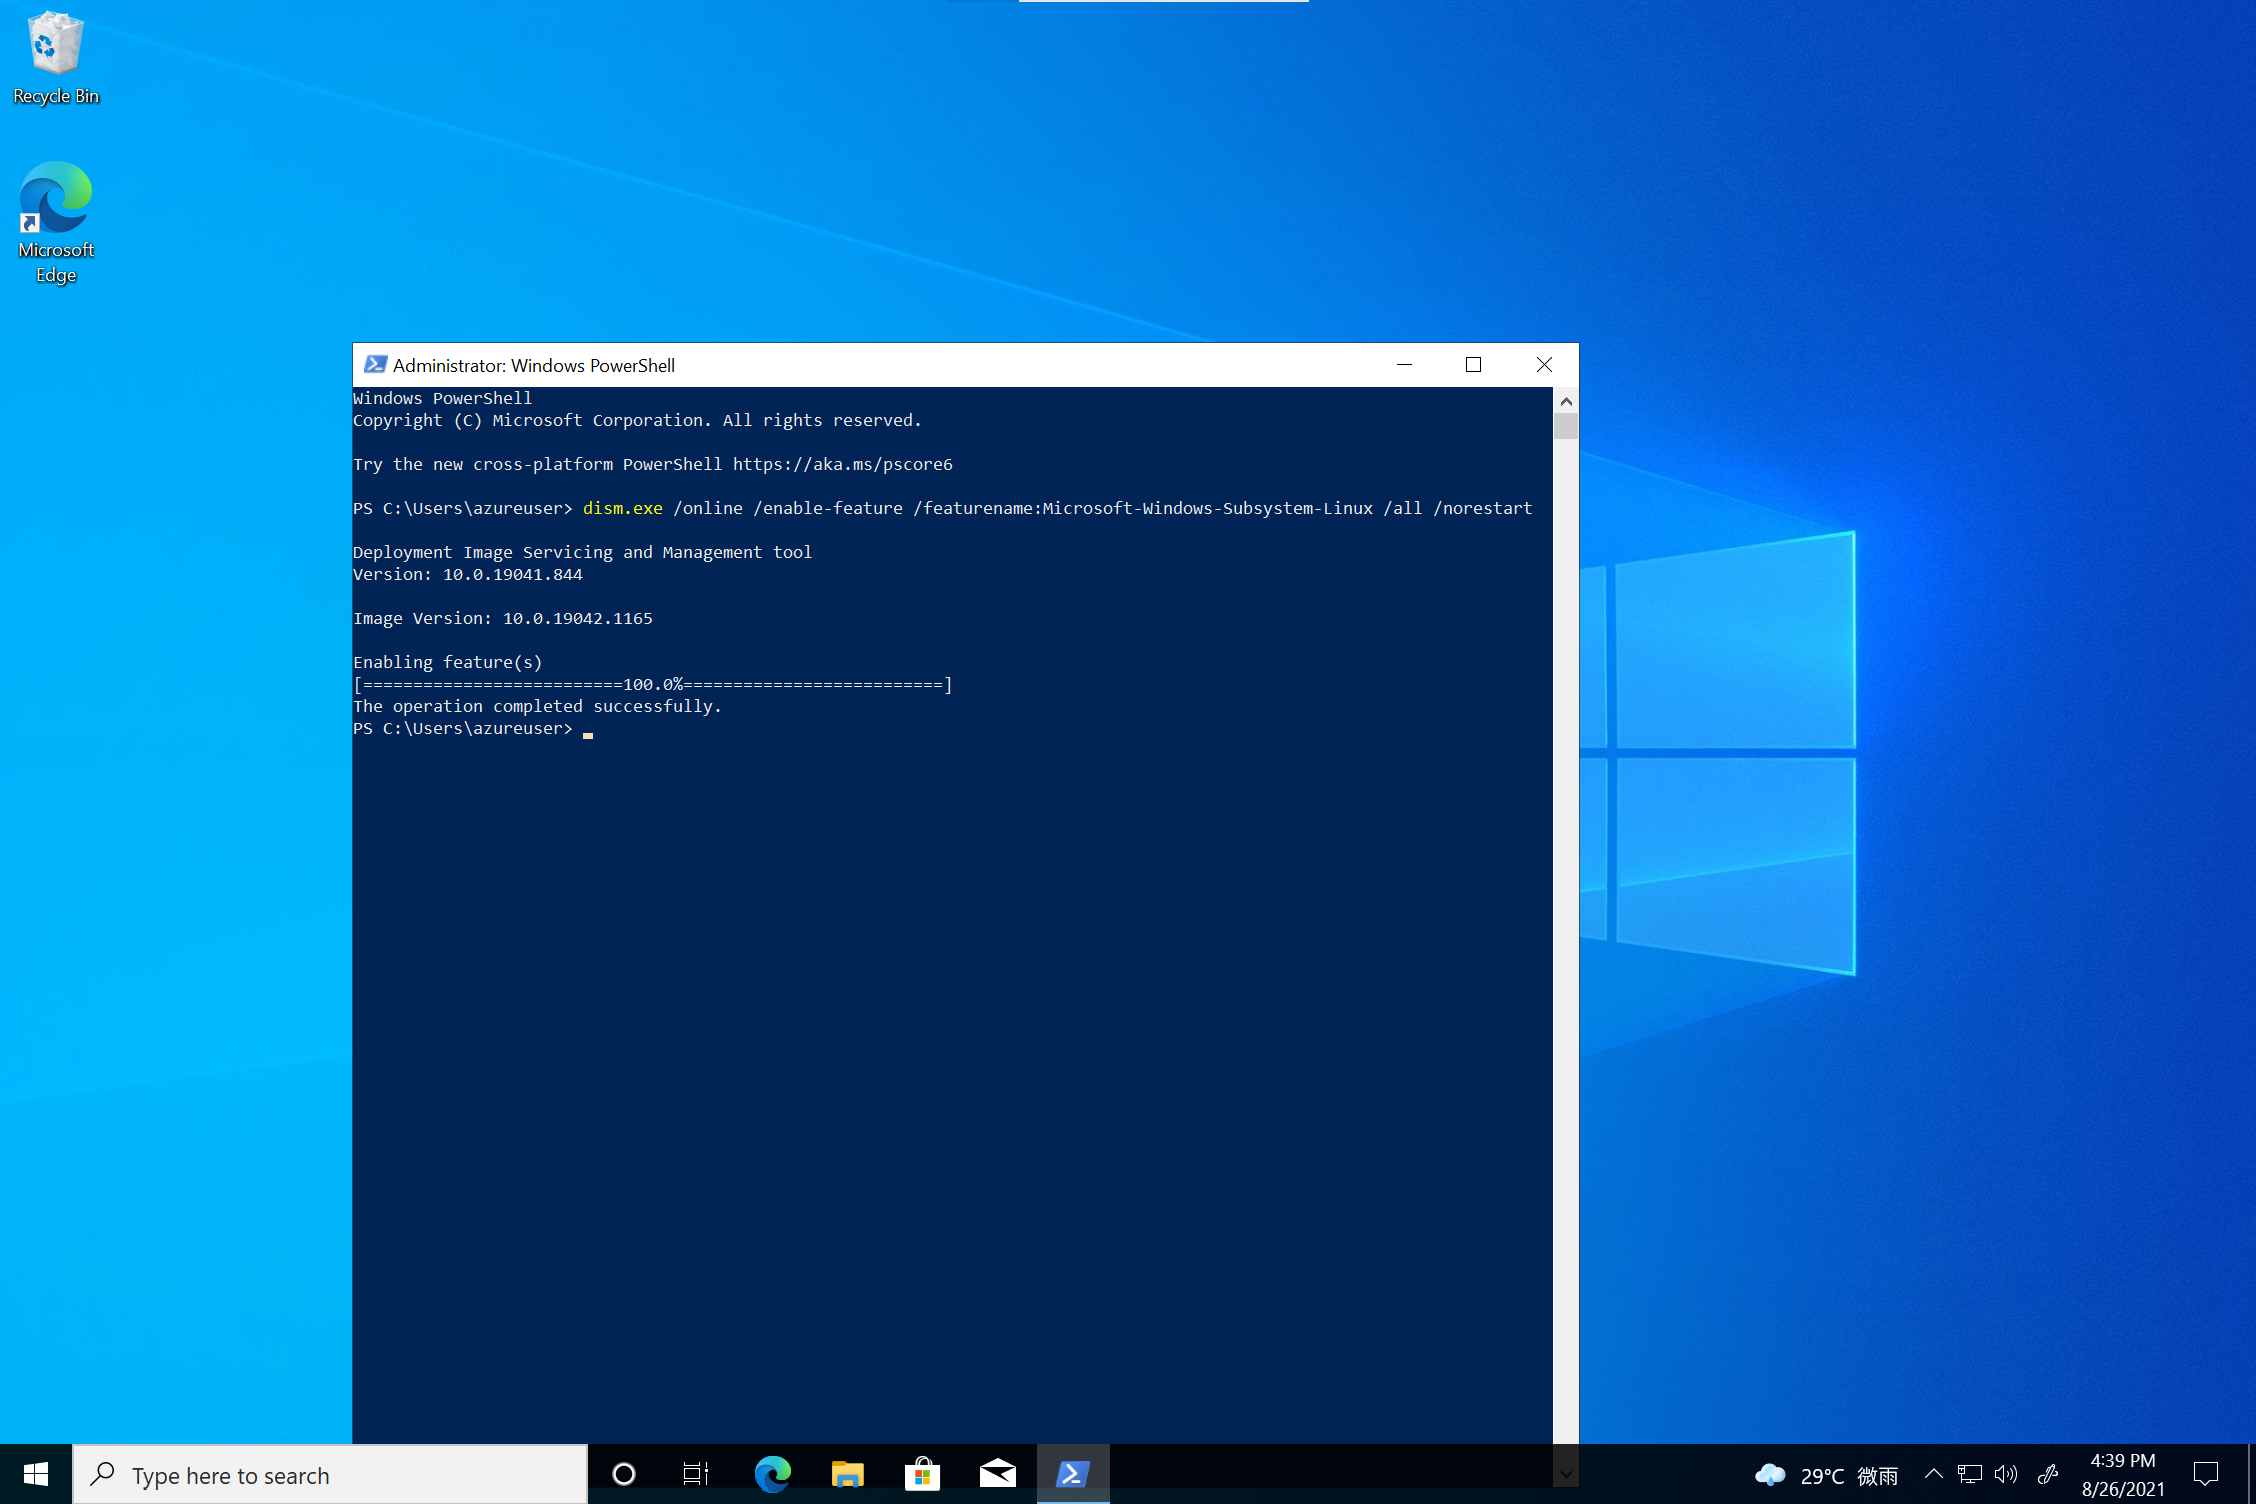 Recycle Bin
Microsoft
Edge
Administrator: Windows PowerShell
Windows PowerShell
Copyright (C) Microsoft Corporation. All rights reserved.
Try the new cross-platform PowerShell https://aka.ms/pscore6
PS C:\Users\azureuser> dism.exe /online /enable-feature /featurename:Microsoft-Windows-Subsystem-Linux /all /norestart
Deployment Image Servicing and Management tool
Version: 10.0.19041.844
Image Version: 10.0.19042.1165
Enabling feature(s)
[==========================100.0%==========================]
The operation completed successfully.
PS C:\Users\azureuser>
Type here to search
29°C 微雨
4:39 PM
8/26/2021